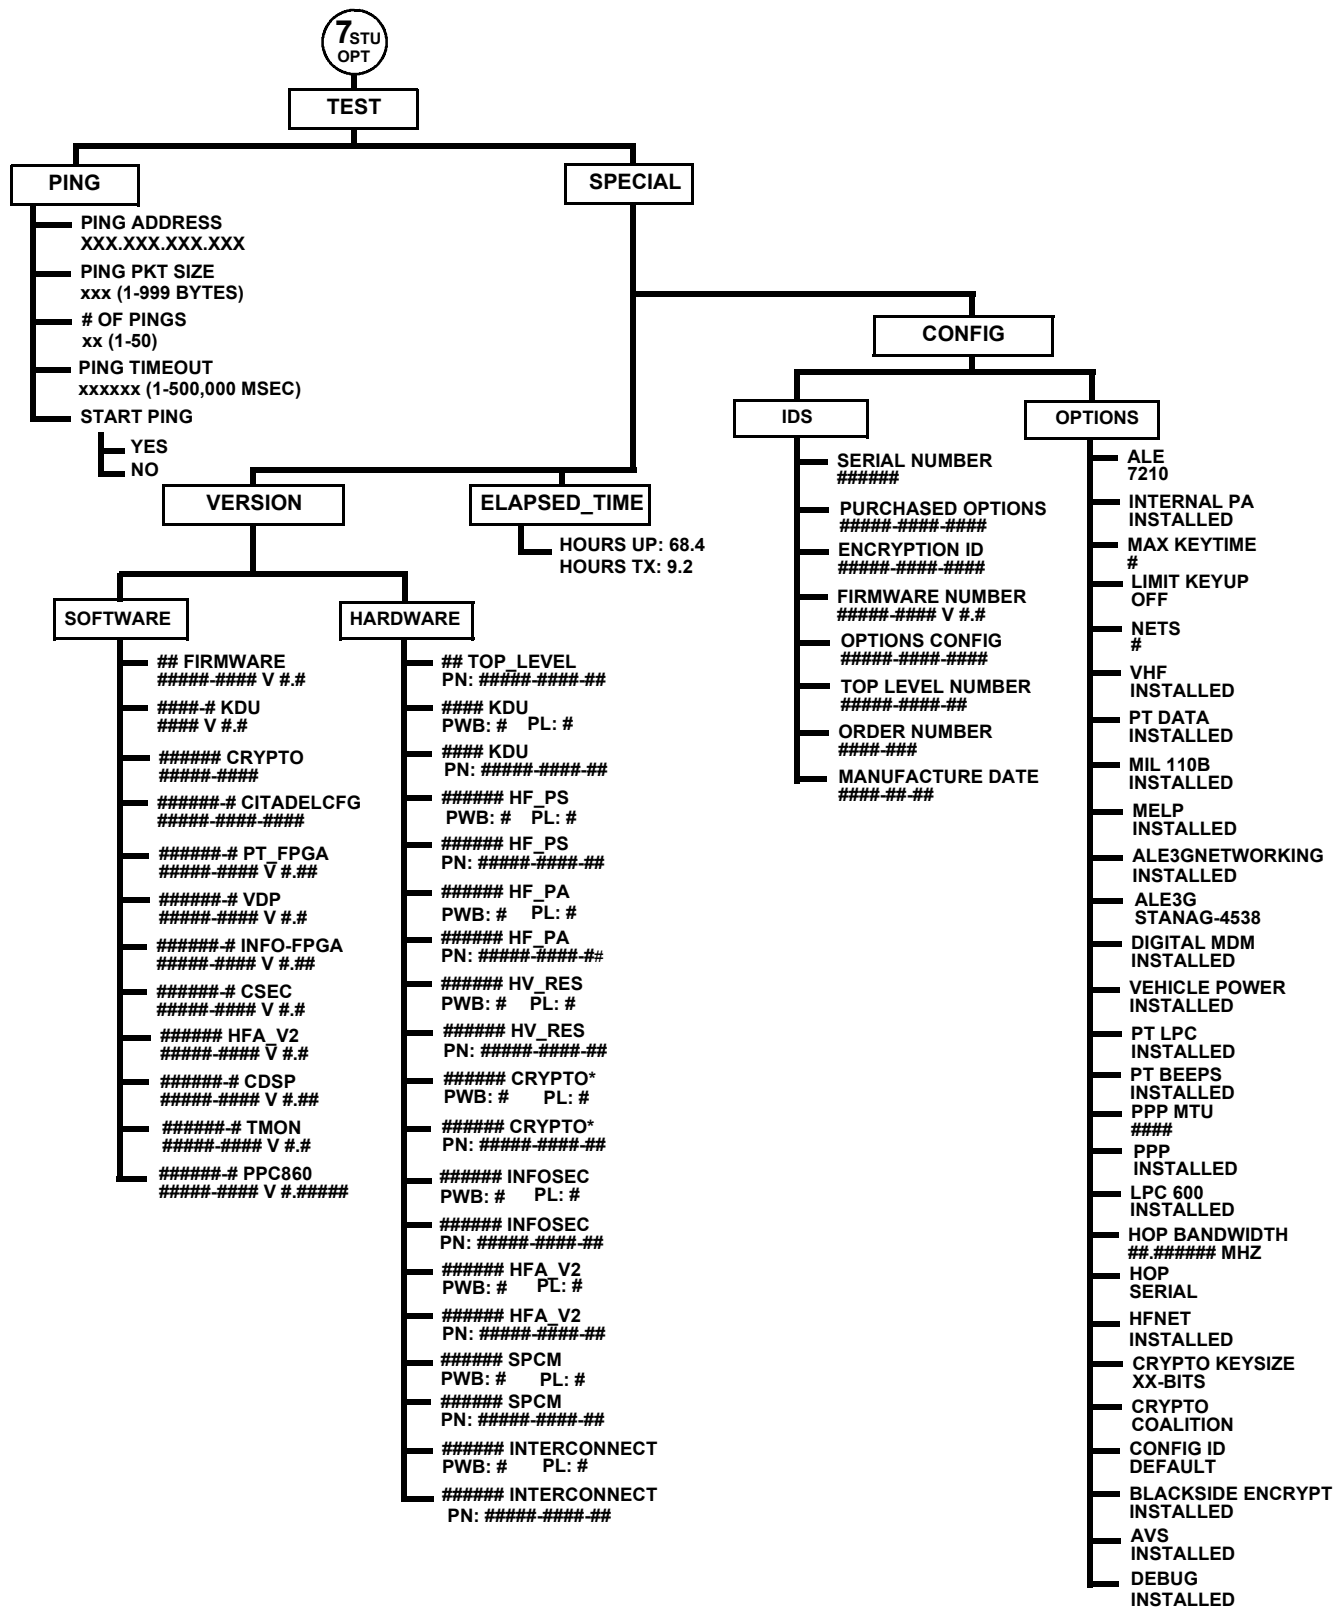 7STU
OPT
TEST
PING
PING ADDRESS
XXX.XXX.XXX.XXX
PING PKT SIZE
xxx (1-999 BYTES)
# OF PINGS
xx (1-50)
PING TIMEOUT
xxxxxx (1-500,000 MSEC)
START PING
YES
NO
SPECIAL
VERSION
SOFTWARE
## FIRMWARE
#####-#### V #.#
####-# KDU
#### V #.#
###### CRYPTO
#####-####
######-# CITADELCFG
#####-####-####
######-# PT_FPGA
#####-#### V #.##
######-# VDP
#####-#### V #.#
######-# INFO-FPGA
#####-#### V #.##
######-# CSEC
#####-#### V #.#
###### HFA_V2
#####-#### V #.#
######-# CDSP
#####-#### V #.##
######-# TMON
#####-#### V #.#
######-# PPC860
#####-#### V #.#####
HARDWARE
## TOP_LEVEL
PN: #####-####-##
#### KDU
PWB: # PL: #
#### KDU
PN: #####-####-##
###### HF_PS
PWB: # PL: #
###### HF_PS
PN: #####-####-##
###### HF_PA
PWB: # PL: #
###### HF_PA
PN: #####-####-##
###### HV_RES
PWB: # PL: #
###### HV_RES
PN: #####-####-##
###### CRYPTO*
PWB: # PL: #
###### CRYPTO*
PN: #####-####-##
###### INFOSEC
PWB: # PL: #
###### INFOSEC
PN: #####-####-##
###### HFA_V2
PWB: # PL: #
###### HFA_V2
PN: #####-####-##
###### SPCM
PWB: # PL: #
###### SPCM
PN: #####-####-##
###### INTERCONNECT
PWB: # PL: #
###### INTERCONNECT
PN: #####-####-##
ELAPSED_TIME
HOURS UP: 68.4
HOURS TX: 9.2
CONFIG
IDS
SERIAL NUMBER
######
PURCHASED OPTIONS
#####-####-####
ENCRYPTION ID
#####-####-####
FIRMWARE NUMBER
#####-#### V #.#
OPTIONS CONFIG
#####-####-####
TOP LEVEL NUMBER
#####-####-##
ORDER NUMBER
####-###
MANUFACTURE DATE
####-##-##
OPTIONS
ALE
7210
INTERNAL PA
INSTALLED
MAX KEYTIME
#
LIMIT KEYUP
OFF
NETS
#
VHF
INSTALLED
PT DATA
INSTALLED
MIL 110B
INSTALLED
MELP
INSTALLED
ALE3GNETWORKING
INSTALLED
ALE3G
STANAG-4538
DIGITAL MDM
INSTALLED
VEHICLE POWER
INSTALLED
PT LPC
INSTALLED
PT BEEPS
INSTALLED
PPP MTU
####
PPP
INSTALLED
LPC 600
INSTALLED
HOP BANDWIDTH
##.###### MHZ
HOP
SERIAL
HFNET
INSTALLED
CRYPTO KEYSIZE
XX-BITS
CRYPTO
COALITION
CONFIG ID
DEFAULT
BLACKSIDE ENCRYPT
INSTALLED
AVS
INSTALLED
DEBUG
INSTALLED